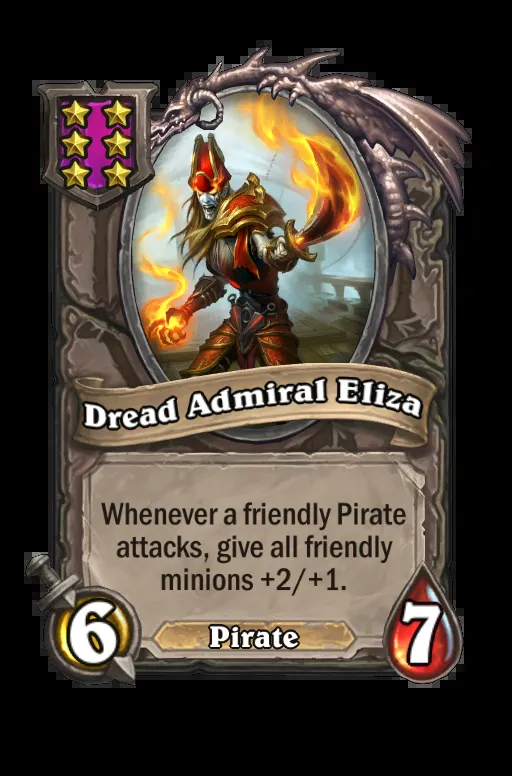 Dread Admiral Eliza
Whenever a friendly Pirate
attacks, give all friendly
minions +2/+1.
6
Pirate
7